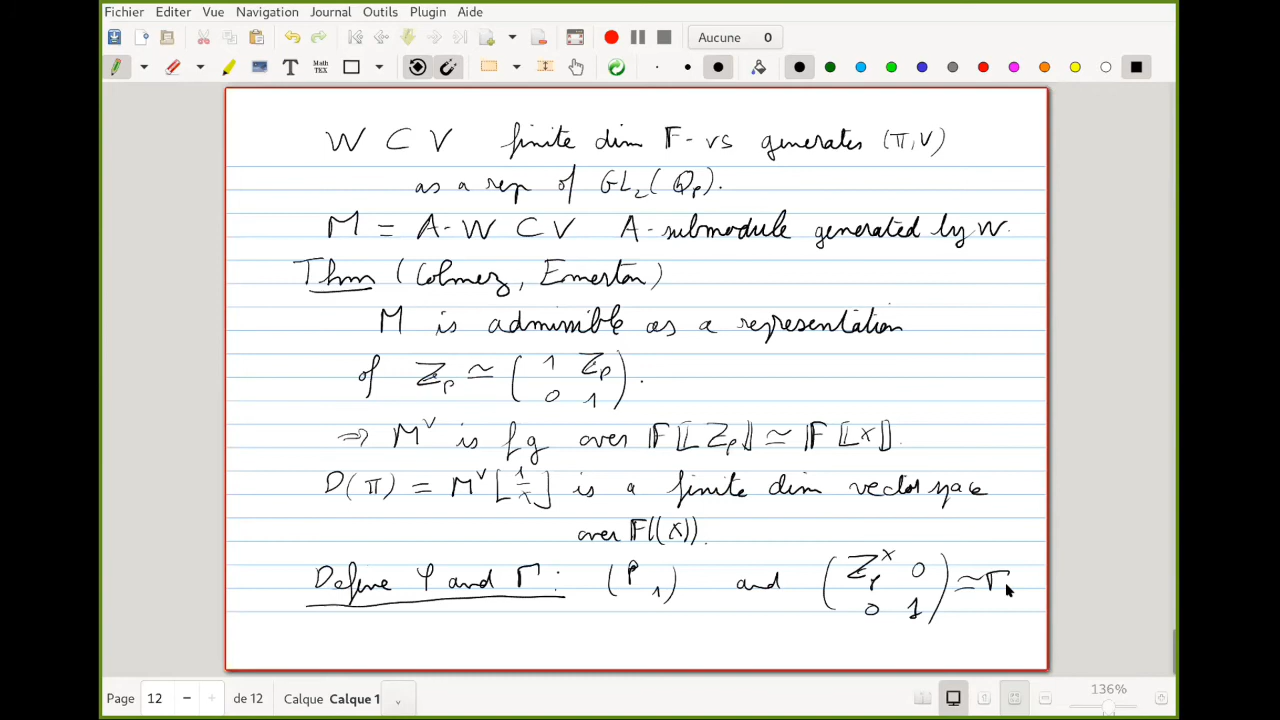 Fichier Editer Vue Navigation Journal Outils Plugin Aide
Aucune 0
T Math TEX
W ⊂ V finite dim 𝔽-vs generates (π,V)
as a rep of GL₂(ℚₚ).
M = A·W ⊂ V A-submodule generated by W.
Thm (Colmez, Emerton)
M is admissible as a representation
of ℤₚ ≃ (1 ℤₚ
0 1).
⇒ M^∨ is fg over 𝔽[[ℤₚ]] ≃ 𝔽[[X]].
D(π) = M^∨[1/X] is a finite dim vector space
over 𝔽((X)).
Define φ and Γ: (p
1) and (ℤₚ^× 0
0 1) ≃ Γ
Page 12 de 12 Calque Calque 1 136%